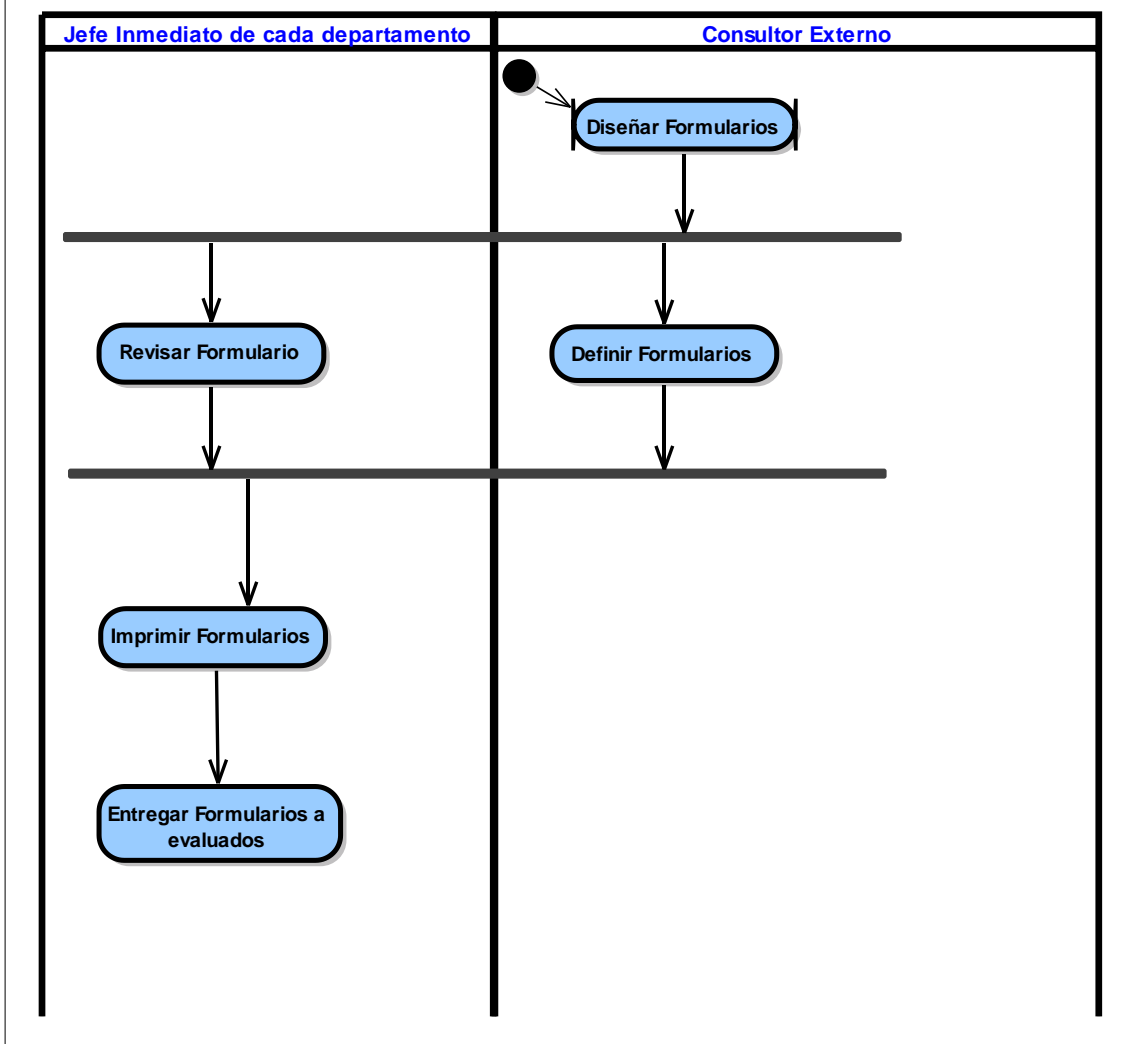 Jefe Inmediato de cada departamento
Consultor Externo
Diseñar Formularios
Revisar Formulario
Definir Formularios
Imprimir Formularios
Entregar Formularios a
evaluados